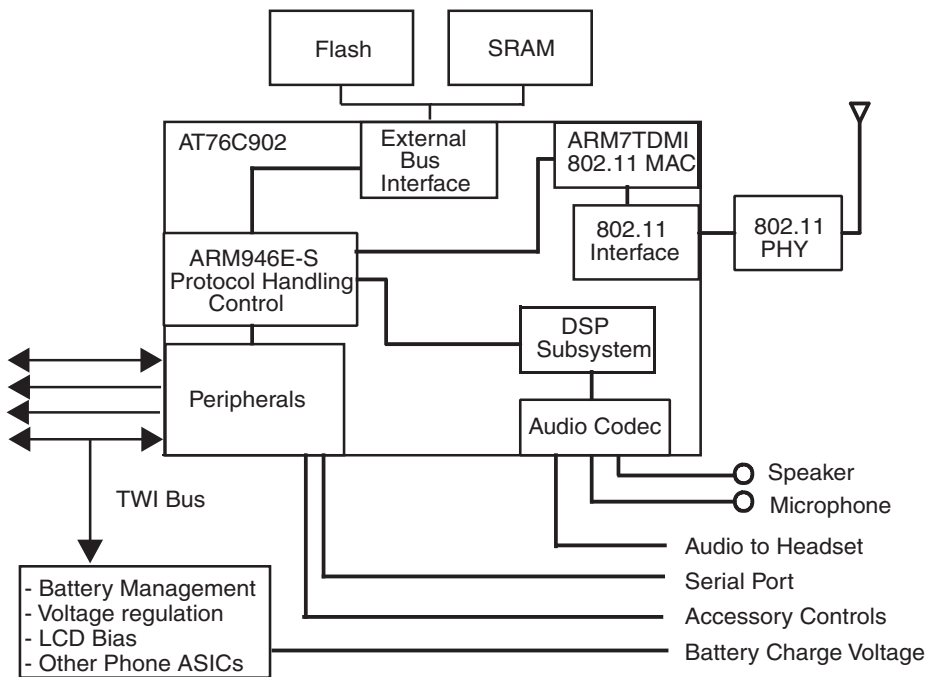 Flash
SRAM
AT76C902
External
Bus
Interface
ARM7TDMI
802.11 MAC
802.11
Interface
802.11
PHY
ARM946E-S
Protocol Handling
Control
DSP
Subsystem
Peripherals
Audio Codec
Speaker
Microphone
TWI Bus
Audio to Headset
Serial Port
Accessory Controls
Battery Charge Voltage
- Battery Management
- Voltage regulation
- LCD Bias
- Other Phone ASICs